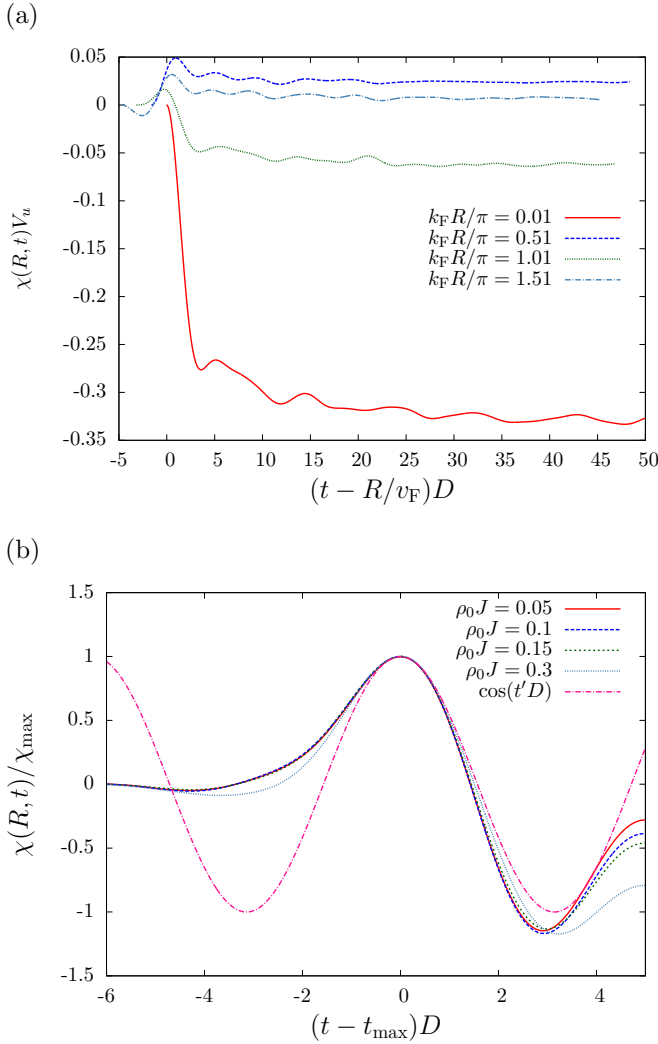 (a)
0.05
0
-0.05
-0.1
-0.15
-0.2
-0.25
-0.3
-0.35
χ(R, t)V_u
k_F R/π = 0.01
k_F R/π = 0.51
k_F R/π = 1.01
k_F R/π = 1.51
-5 0 5 10 15 20 25 30 35 40 45 50
(t − R/v_F)D
(b)
1.5
1
0.5
0
-0.5
-1
-1.5
χ(R, t)/χ_max
ρ_0 J = 0.05
ρ_0 J = 0.1
ρ_0 J = 0.15
ρ_0 J = 0.3
cos(t′D)
-6 -4 -2 0 2 4
(t − t_max)D